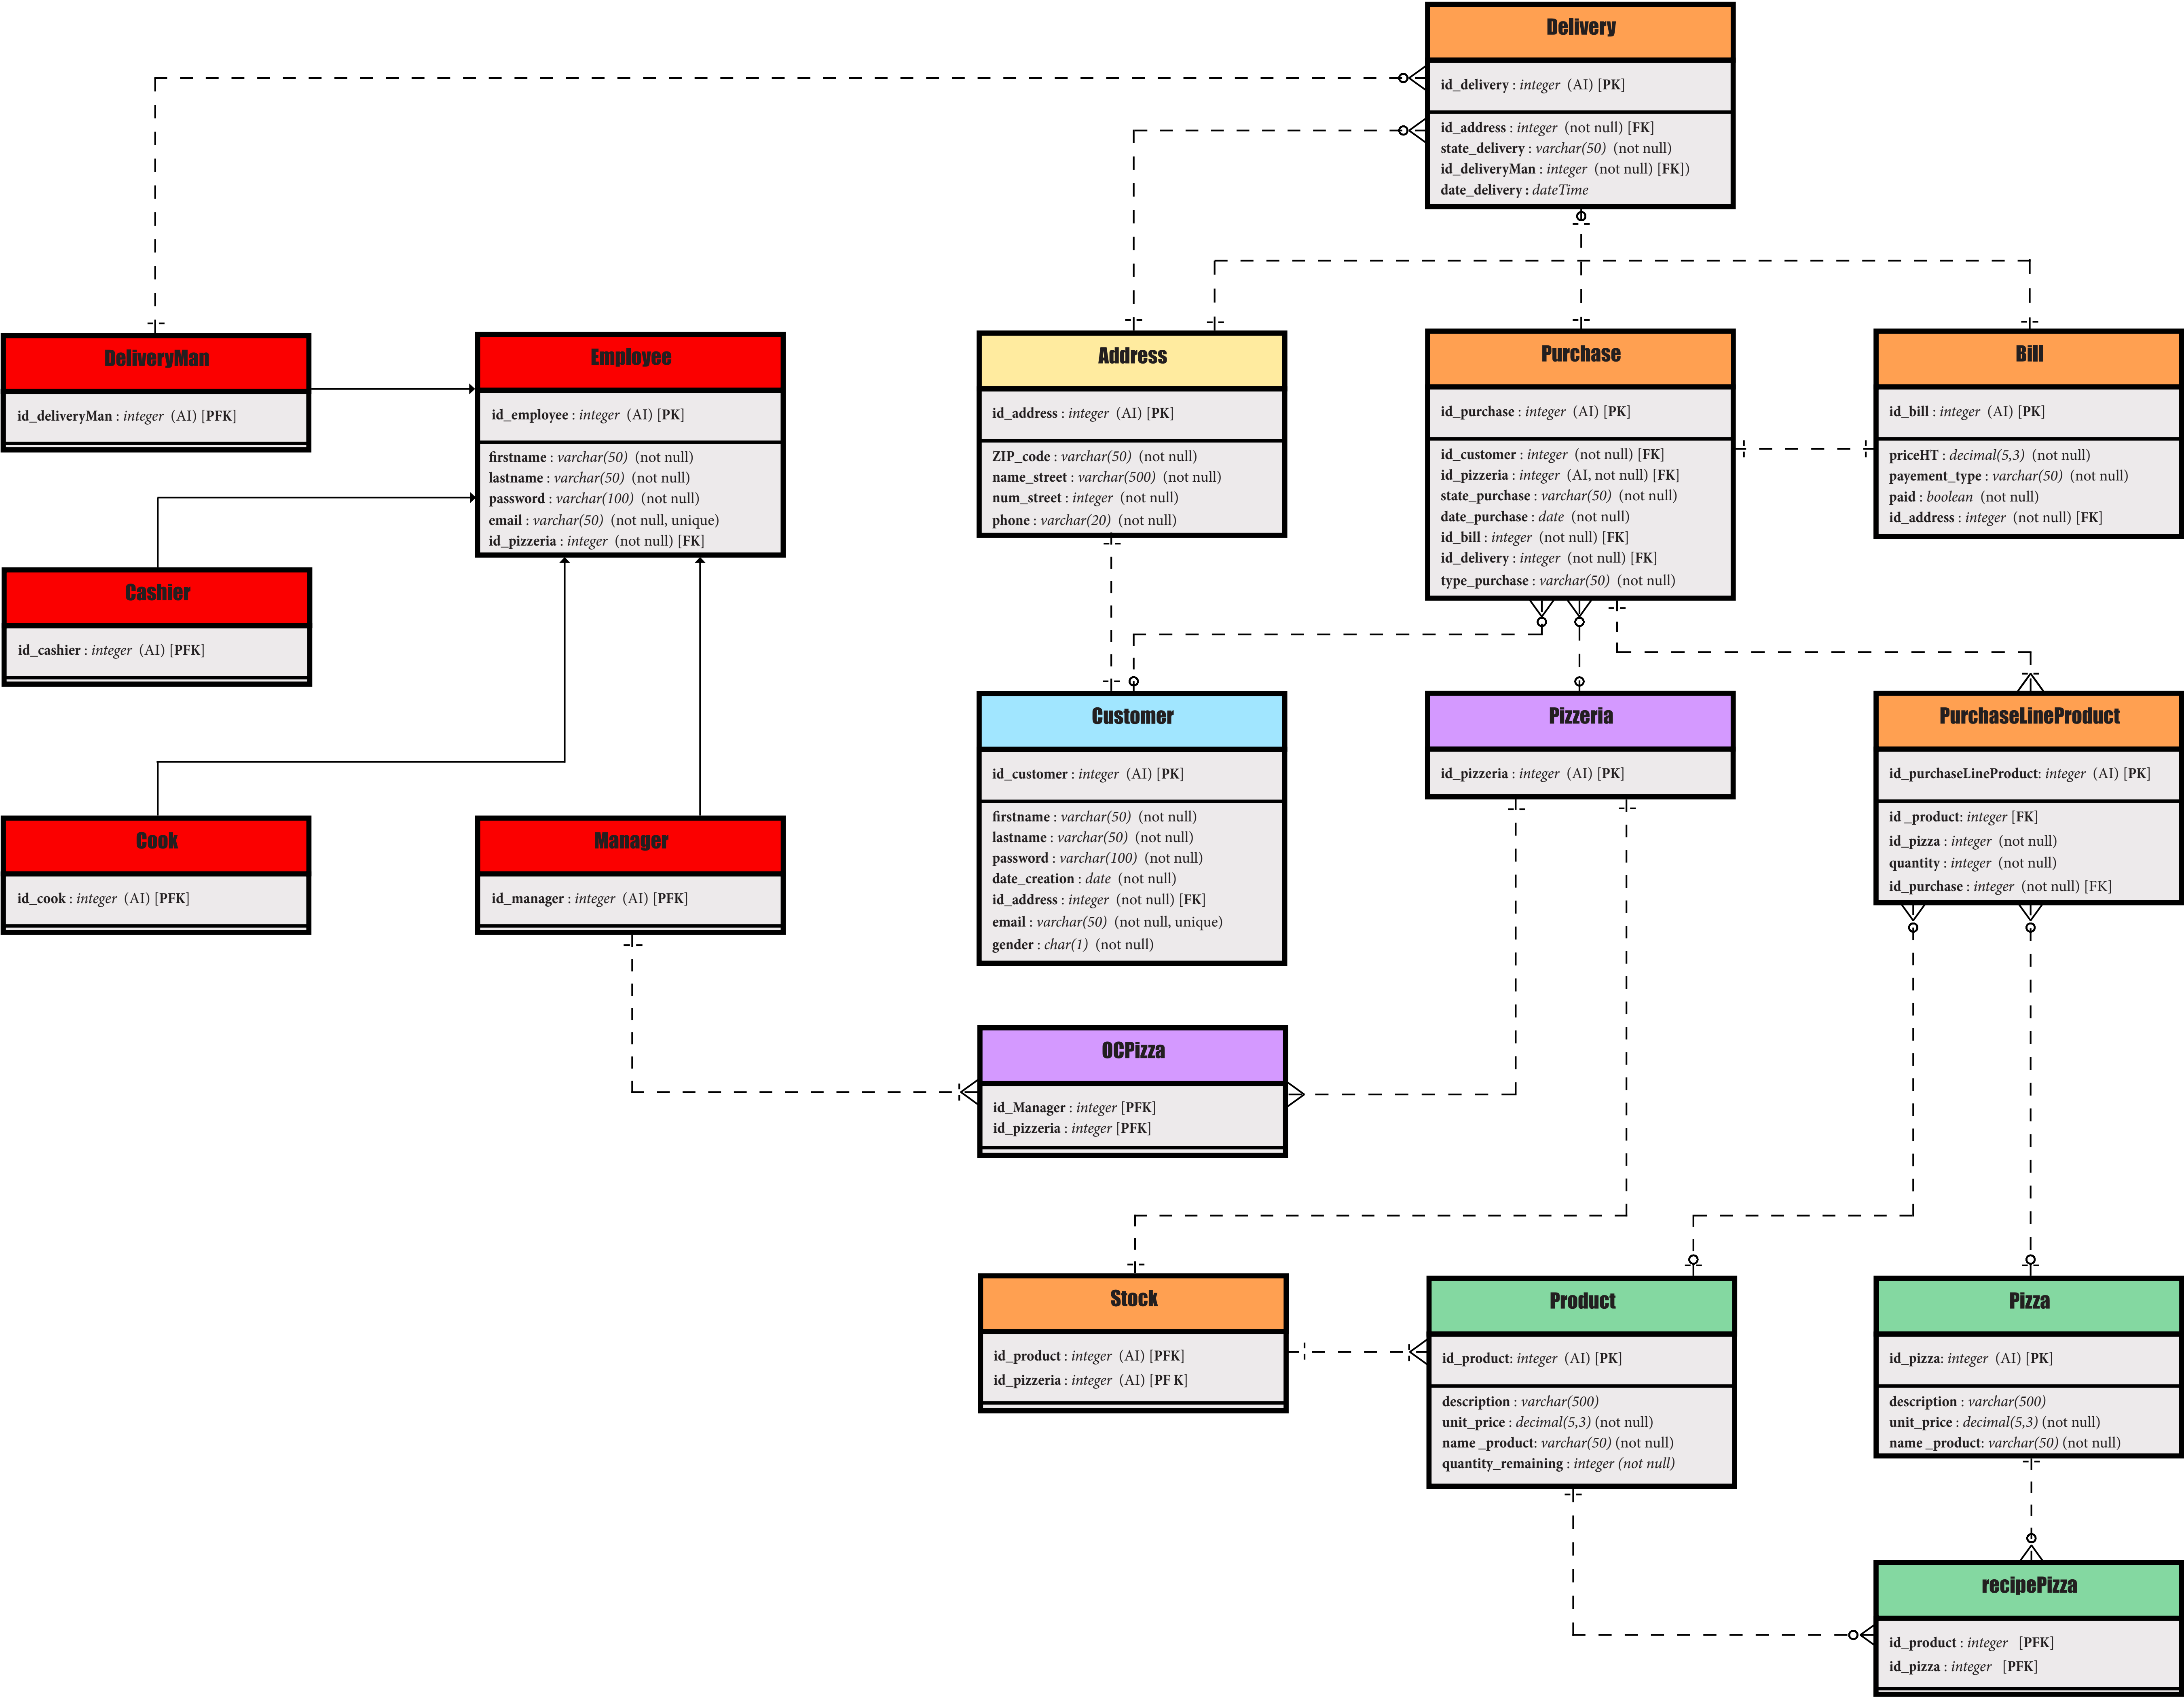 Delivery
id_delivery : integer (AI) [PK]
id_address : integer (not null) [FK]
state_delivery : varchar(50) (not null)
id_deliveryMan : integer (not null) [FK])
date_delivery : dateTime
DeliveryMan
id_deliveryMan : integer (AI) [PFK]
Employee
id_employee : integer (AI) [PK]
firstname : varchar(50) (not null)
lastname : varchar(50) (not null)
password : varchar(100) (not null)
email : varchar(50) (not null, unique)
id_pizzeria : integer (not null) [FK]
Address
id_address : integer (AI) [PK]
ZIP_code : varchar(50) (not null)
name_street : varchar(500) (not null)
num_street : integer (not null)
phone : varchar(20) (not null)
Purchase
id_purchase : integer (AI) [PK]
id_customer : integer (not null) [FK]
id_pizzeria : integer (AI, not null) [FK]
state_purchase : varchar(50) (not null)
date_purchase : date (not null)
id_bill : integer (not null) [FK]
id_delivery : integer (not null) [FK]
type_purchase : varchar(50) (not null)
Bill
id_bill : integer (AI) [PK]
priceHT : decimal(5,3) (not null)
payement_type : varchar(50) (not null)
paid : boolean (not null)
id_address : integer (not null) [FK]
Cashier
id_cashier : integer (AI) [PFK]
Customer
id_customer : integer (AI) [PK]
firstname : varchar(50) (not null)
lastname : varchar(50) (not null)
password : varchar(100) (not null)
date_creation : date (not null)
id_address : integer (not null) [FK]
email : varchar(50) (not null, unique)
gender : char(1) (not null)
Pizzeria
id_pizzeria : integer (AI) [PK]
PurchaseLineProduct
id_purchaseLineProduct: integer (AI) [PK]
id _product: integer [FK]
id_pizza : integer (not null)
quantity : integer (not null)
id_purchase : integer (not null) [FK]
Cook
id_cook : integer (AI) [PFK]
Manager
id_manager : integer (AI) [PFK]
OCPizza
id_Manager : integer [PFK]
id_pizzeria : integer [PFK]
Stock
id_product : integer (AI) [PFK]
id_pizzeria : integer (AI) [PF K]
Product
id_product: integer (AI) [PK]
description : varchar(500)
unit_price : decimal(5,3) (not null)
name _product: varchar(50) (not null)
quantity_remaining : integer (not null)
Pizza
id_pizza: integer (AI) [PK]
description : varchar(500)
unit_price : decimal(5,3) (not null)
name _product: varchar(50) (not null)
recipePizza
id_product : integer [PFK]
id_pizza : integer [PFK]